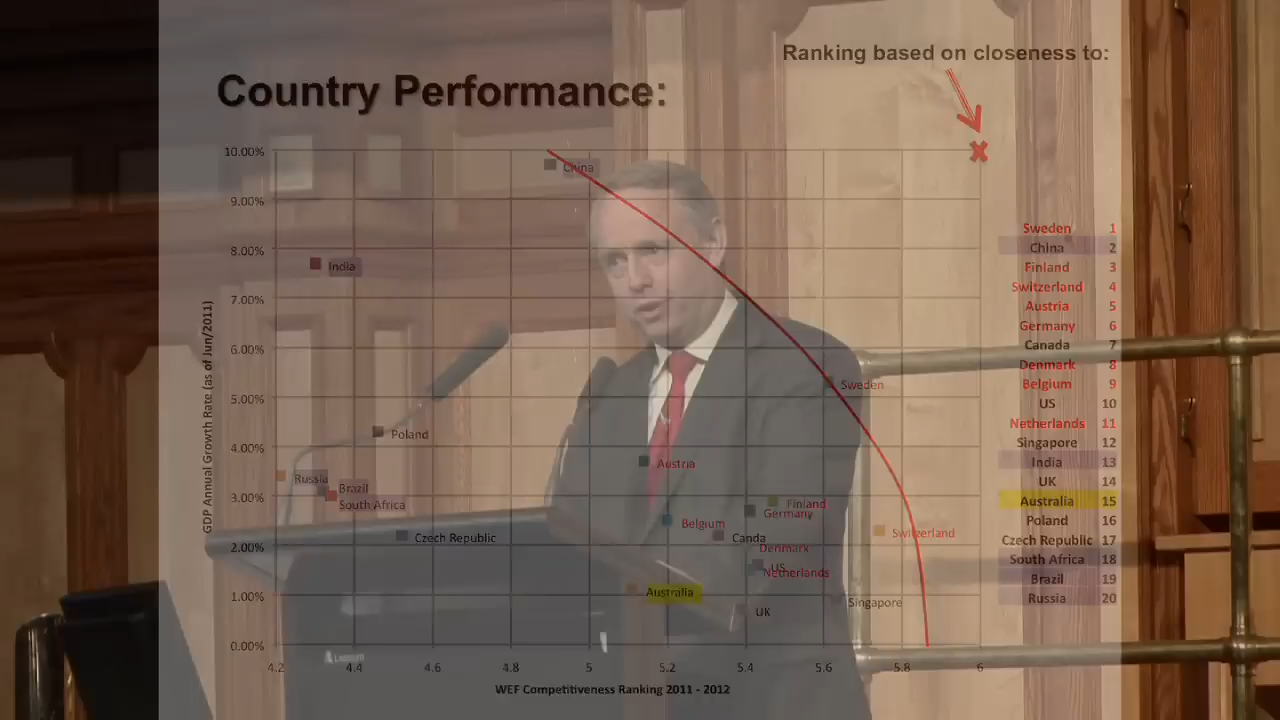 Ranking based on closeness to:
Country Performance:
10.00%
9.00%
8.00%
7.00%
6.00%
5.00%
4.00%
3.00%
2.00%
1.00%
0.00%
GDP Annual Growth Rate (as of Jun/2011)
China
India
Sweden
Poland
Austria
Russia
Brazil
South Africa
Finland
Germany
Belgium
Switzerland
Czech Republic
Canda
Denmark
US
Netherlands
Australia
Singapore
UK
4.2 4.4 4.6 4.8 5 5.2 5.4 5.6 5.8 6
WEF Competitiveness Ranking 2011 - 2012
Sweden 1
China 2
Finland 3
Switzerland 4
Austria 5
Germany 6
Canada 7
Denmark 8
Belgium 9
US 10
Netherlands 11
Singapore 12
India 13
UK 14
Australia 15
Poland 16
Czech Republic 17
South Africa 18
Brazil 19
Russia 20